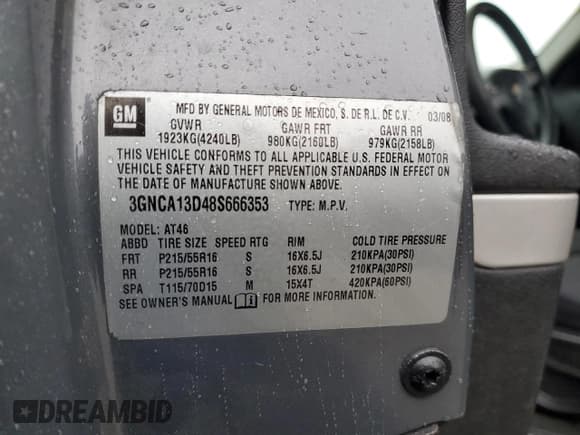 GM
MFD BY GENERAL MOTORS DE MEXICO, S. DE R.L. DE C.V. 03/08
GVWR GAWR FRT GAWR RR
1923KG(4240LB) 980KG(2160LB) 979KG(2158LB)
THIS VEHICLE CONFORMS TO ALL APPLICABLE U.S. FEDERAL MOTOR
VEHICLE SAFETY AND THEFT PREVENTION STANDARDS IN EFFECT ON THE
DATE OF MANUFACTURE SHOWN ABOVE.
3GNCA13D48S666353 TYPE: M.P.V.
MODEL: AT46
ABBD TIRE SIZE SPEED RTG RIM COLD TIRE PRESSURE
FRT P215/55R16 S 16X6.5J 210KPA(30PSI)
RR P215/55R16 S 16X6.5J 210KPA(30PSI)
SPA T115/70D15 M 15X4T 420KPA(60PSI)
SEE OWNER'S MANUAL FOR MORE INFORMATION.
DREAMBID